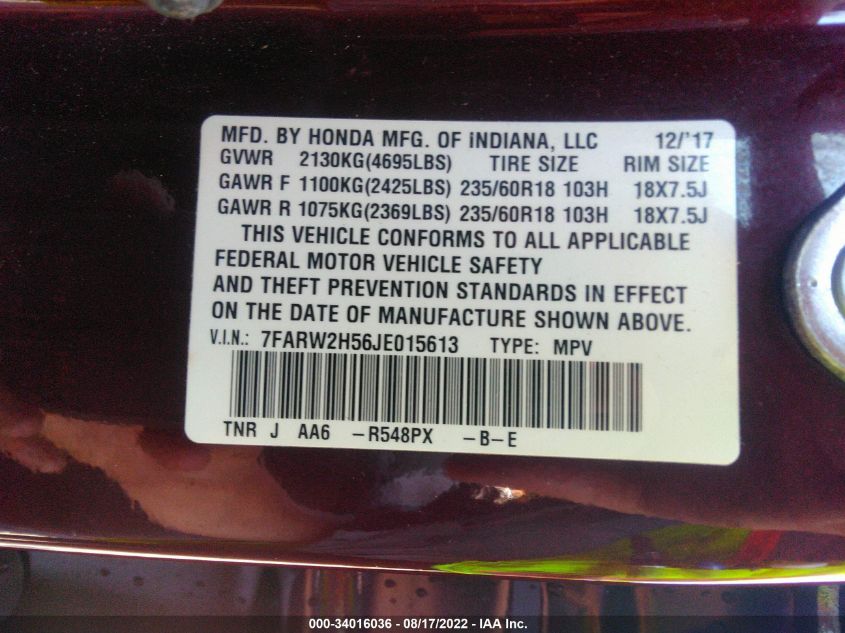 MFD. BY HONDA MFG. OF INDIANA, LLC 12/'17
GVWR 2130KG(4695LBS) TIRE SIZE RIM SIZE
GAWR F 1100KG(2425LBS) 235/60R18 103H 18X7.5J
GAWR R 1075KG(2369LBS) 235/60R18 103H 18X7.5J
THIS VEHICLE CONFORMS TO ALL APPLICABLE
FEDERAL MOTOR VEHICLE SAFETY
AND THEFT PREVENTION STANDARDS IN EFFECT
ON THE DATE OF MANUFACTURE SHOWN ABOVE.
V.I.N.: 7FARW2H56JE015613 TYPE: MPV
TNR J AA6 -R548PX -B-E
000-34016036 - 08/17/2022 - IAA Inc.